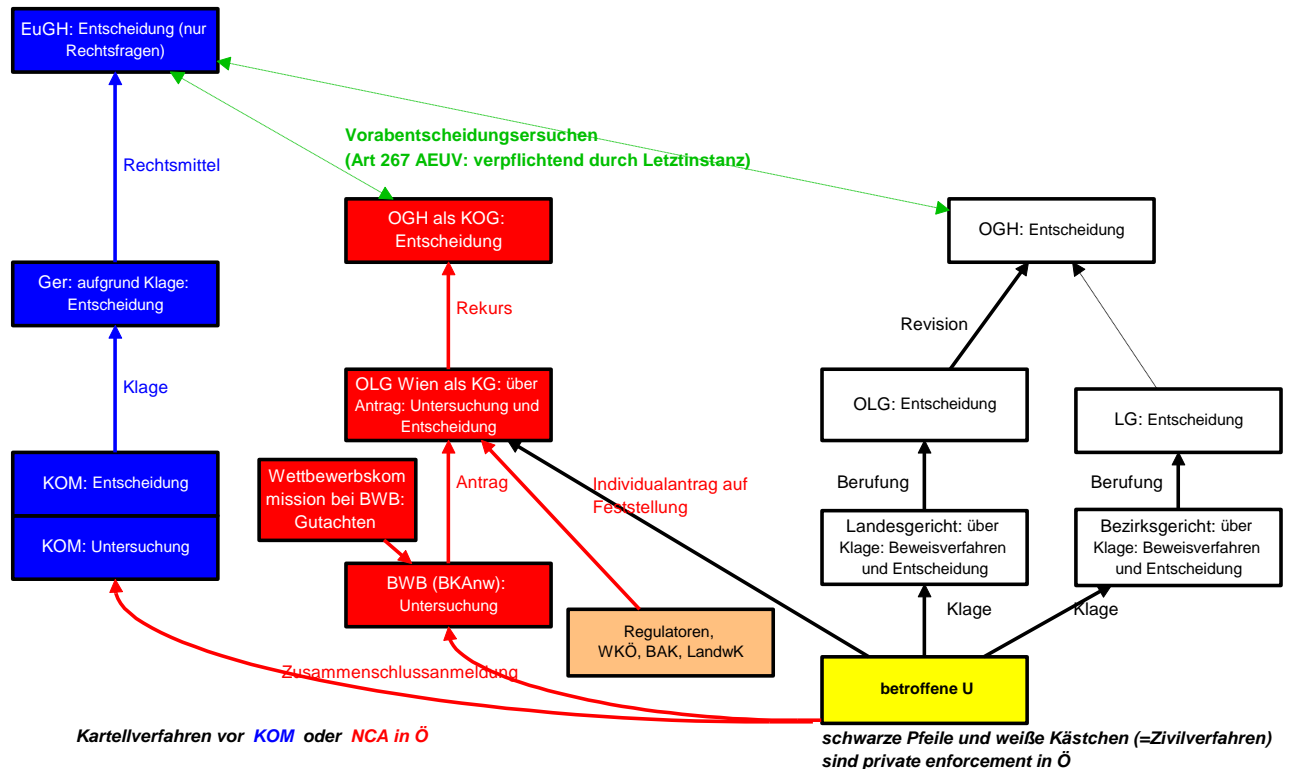 EuGH: Entscheidung (nur
Rechtsfragen)
Vorabentscheidungsersuchen
(Art 267 AEUV: verpflichtend durch Letztinstanz)
Rechtsmittel
OGH als KOG:
Entscheidung
OGH: Entscheidung
Ger: aufgrund Klage:
Entscheidung
Rekurs
Revision
Klage
OLG Wien als KG: über
Antrag: Untersuchung und
Entscheidung
OLG: Entscheidung
LG: Entscheidung
KOM: Entscheidung
KOM: Untersuchung
Wettbewerbskom
mission bei BWB:
Gutachten
Antrag
Individualantrag auf
Feststellung
Berufung
Berufung
Landesgericht: über
Klage: Beweisverfahren
und Entscheidung
Bezirksgericht: über
Klage: Beweisverfahren
und Entscheidung
BWB (BKAnw):
Untersuchung
Regulatoren,
WKÖ, BAK, LandwK
Klage
Klage
Zusammenschlussanmeldung
betroffene U
Kartellverfahren vor KOM oder NCA in Ö
schwarze Pfeile und weiße Kästchen (=Zivilverfahren)
sind private enforcement in Ö